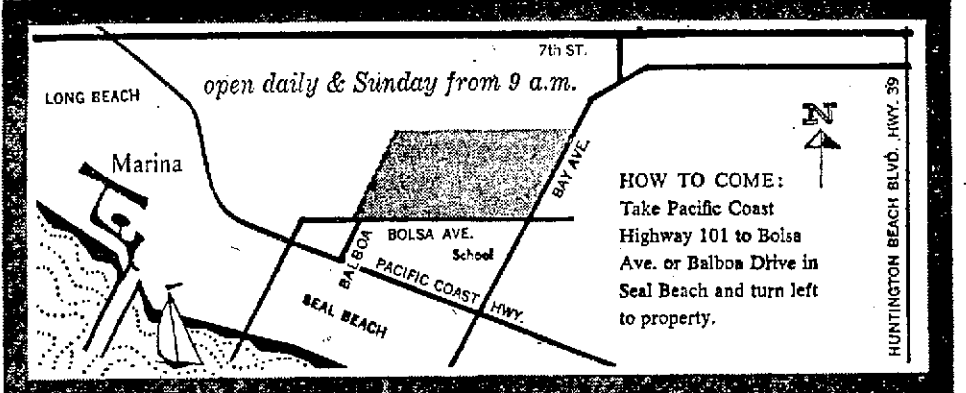 7th ST.
open daily & Sunday from 9 a.m.
LONG BEACH
Marina
N
HUNTINGTON BEACH BLVD. HWY. 39
BAY AVE.
HOW TO COME:
Take Pacific Coast
Highway 101 to Bolsa
Ave. or Balboa Drive in
Seal Beach and turn left
to property.
BOLSA AVE.
BALBOA
School
PACIFIC COAST HWY.
SEAL BEACH